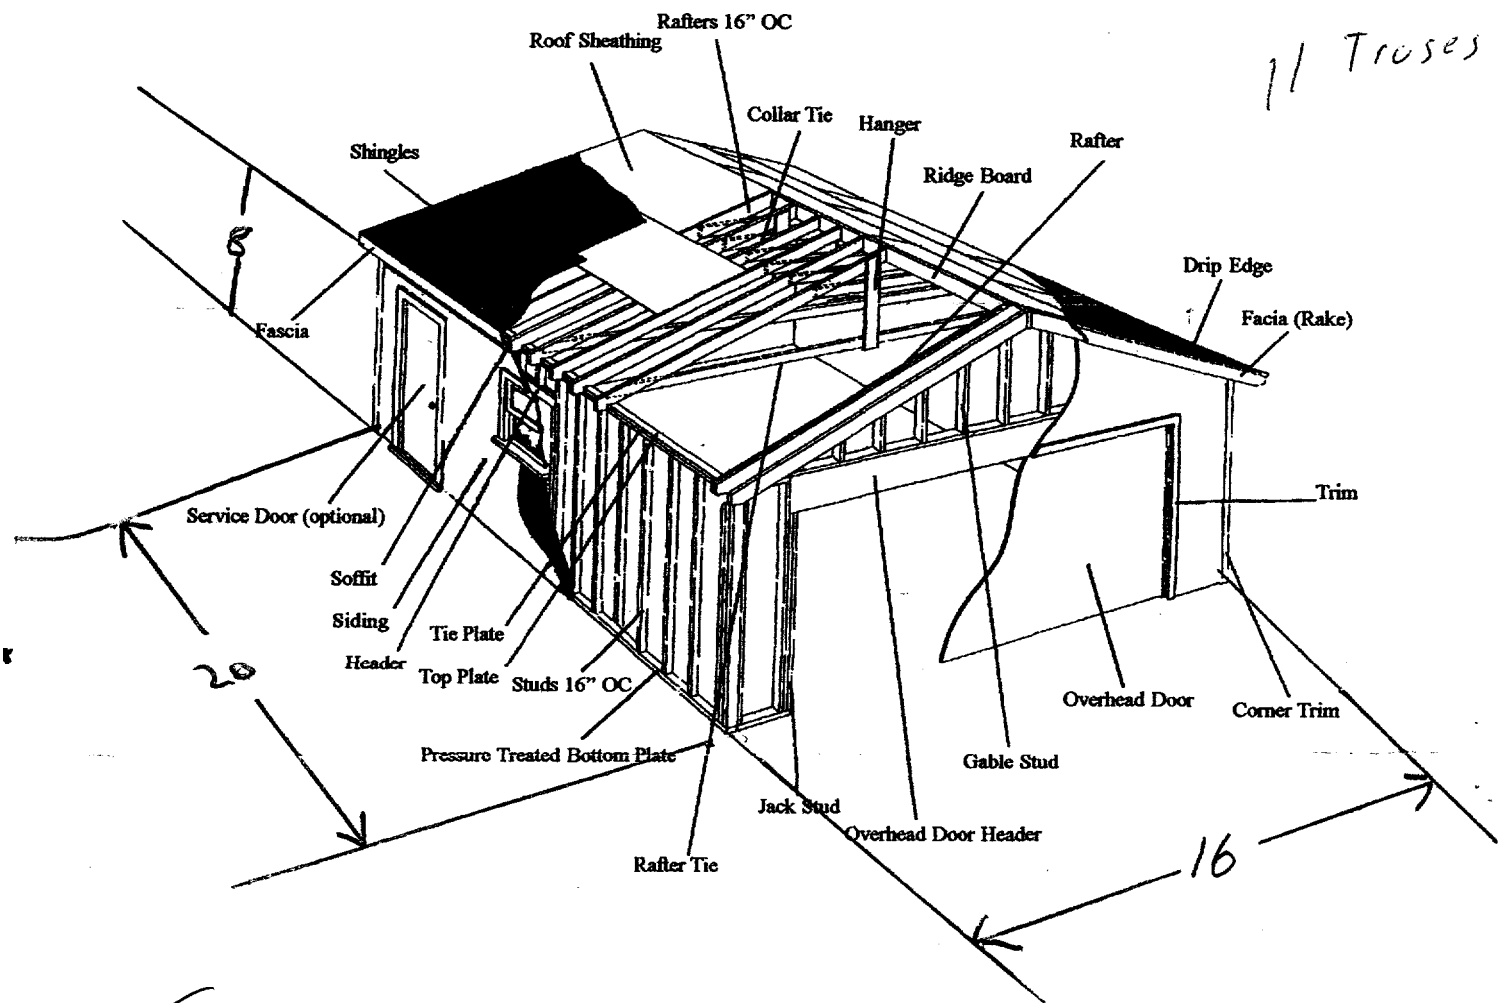 Rafters 16” OC
Roof Sheathing
11 Truses
Collar Tie
Hanger
Rafter
Shingles
Ridge Board
Drip Edge
8
Fascia
Facia (Rake)
Service Door (optional)
Trim
Soffit
Siding
Tie Plate
Header
Top Plate
Studs 16” OC
20
Overhead Door
Corner Trim
Pressure Treated Bottom Plate
Gable Stud
Jack Stud
Overhead Door Header
Rafter Tie
16